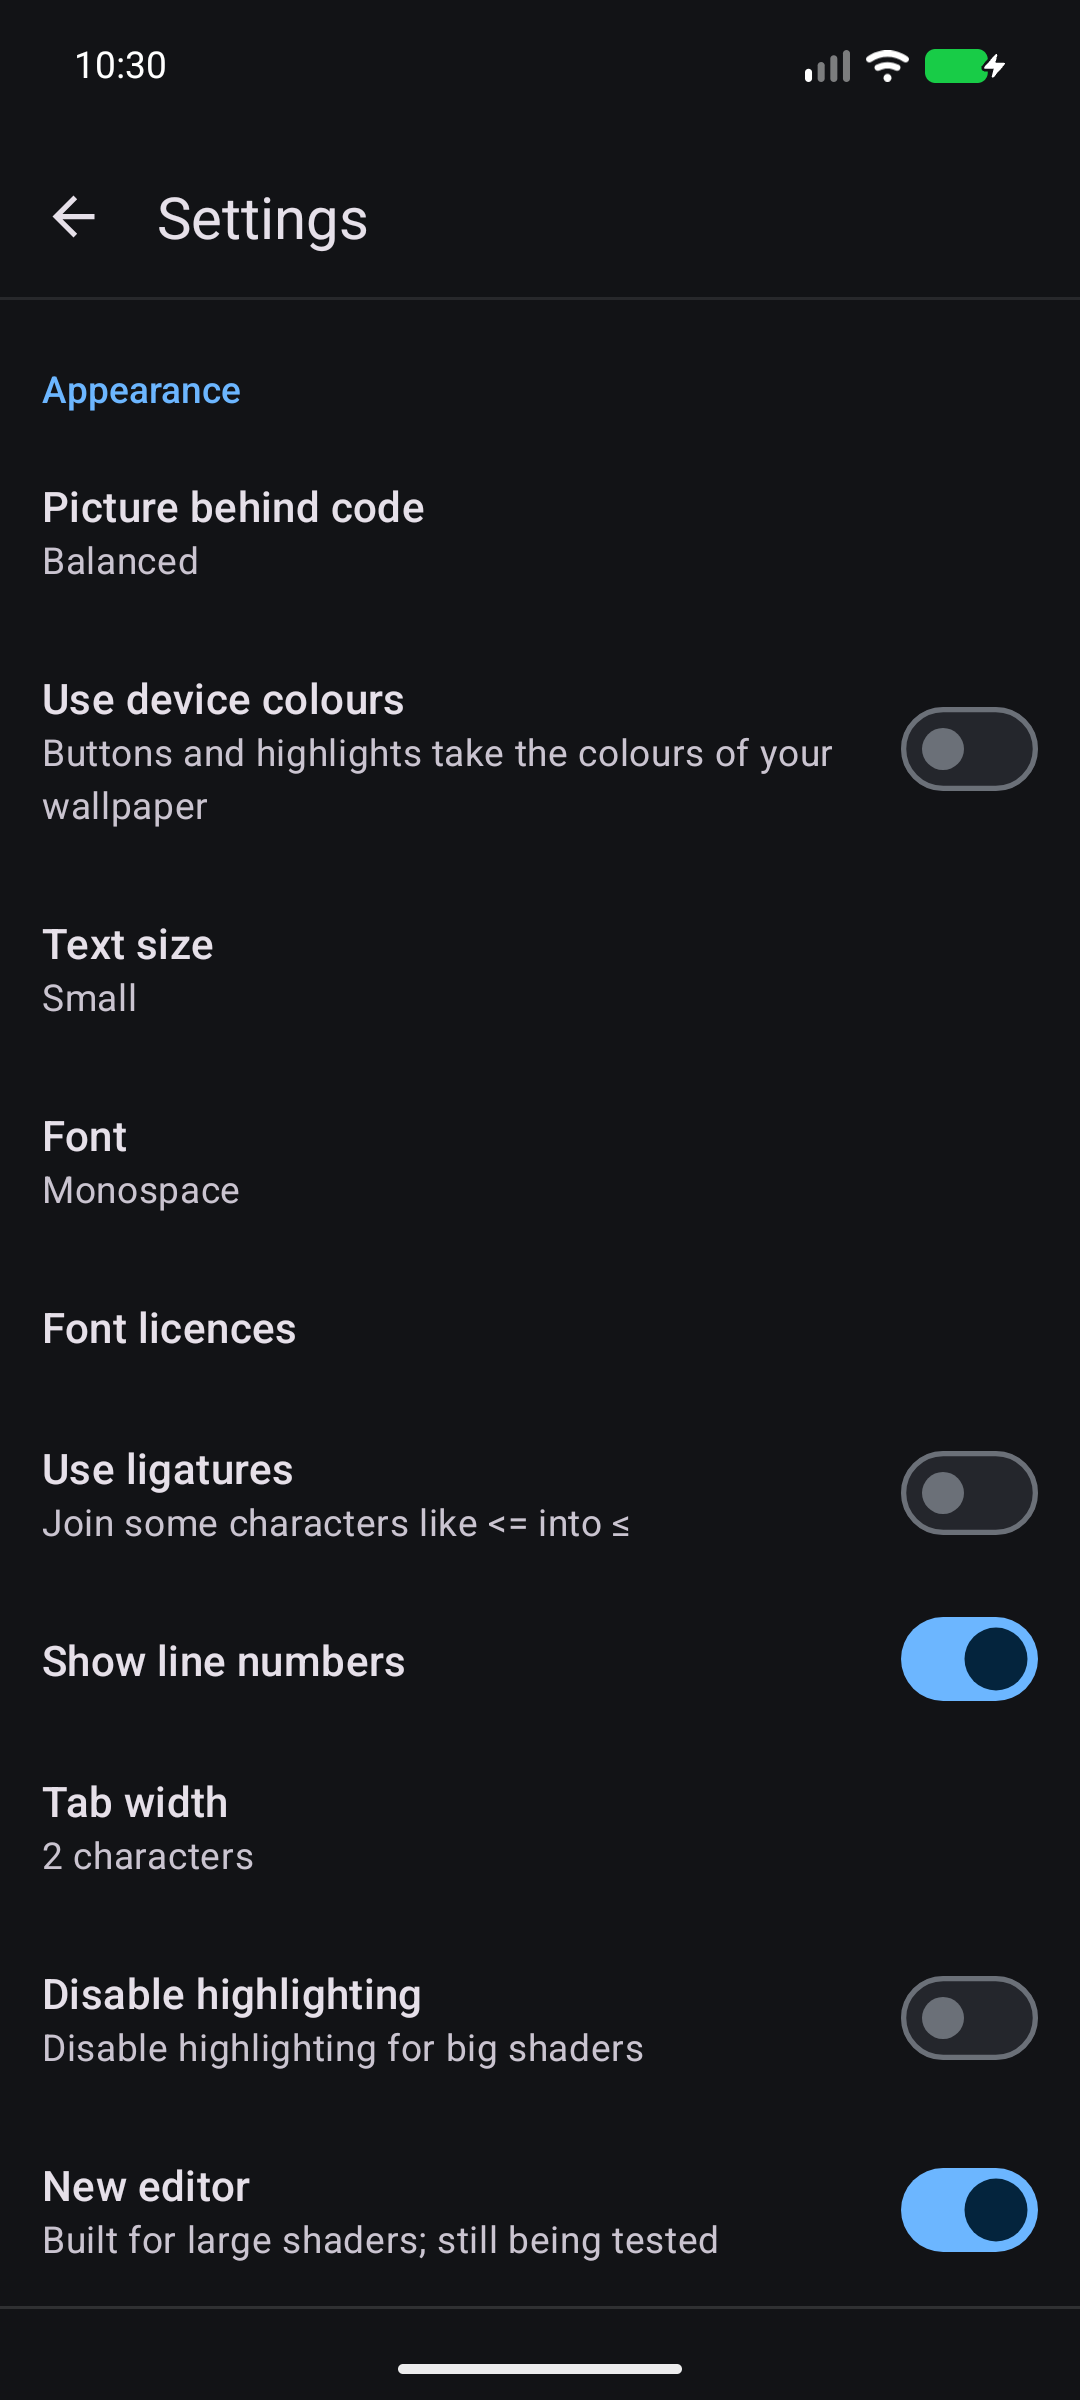 10:30
Settings
Appearance
Picture behind code
Balanced
Use device colours
Buttons and highlights take the colours of your
wallpaper
Text size
Small
Font
Monospace
Font licences
Use ligatures
Join some characters like <= into ≤
Show line numbers
Tab width
2 characters
Disable highlighting
Disable highlighting for big shaders
New editor
Built for large shaders; still being tested